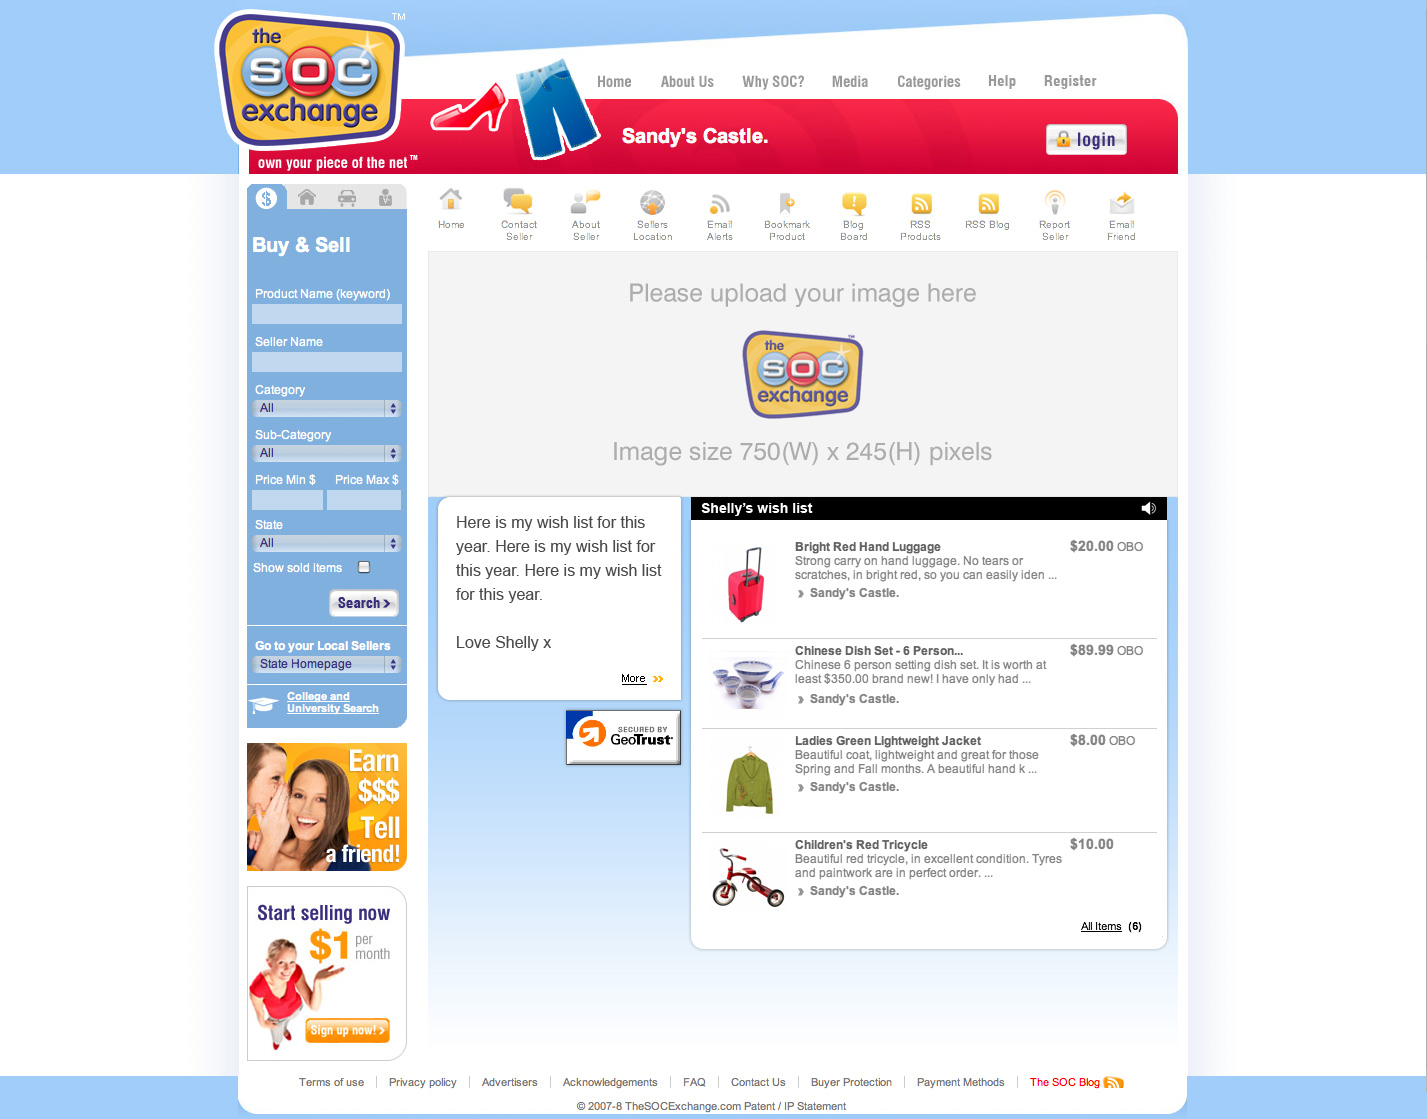 the
SOC
exchange
TM
own your piece of the net™
Home
About Us
Why SOC?
Media
Categories
Help
Register
Sandy's Castle.
login
Buy & Sell
Product Name (keyword)
Seller Name
Category
All
Sub-Category
All
Price Min $
Price Max $
State
All
Show sold items
Search
Go to your Local Sellers
State Homepage
College and
University Search
Earn
$$$
Tell
a friend!
Start selling now
$1 per
month
Sign up now!
Home
Contact
Seller
About
Seller
Sellers
Location
Email
Alerts
Bookmark
Product
Blog
Board
RSS
Products
RSS Blog
Report
Seller
Email
Friend
Please upload your image here
the
SOC
exchange
Image size 750(W) x 245(H) pixels
Here is my wish list for this
year. Here is my wish list for
this year. Here is my wish list
for this year.
Love Shelly x
More
SECURED BY
GeoTrust
Shelly's wish list
Bright Red Hand Luggage
$20.00 OBO
Strong carry on hand luggage. No tears or
scratches, in bright red, so you can easily iden ...
Sandy's Castle.
Chinese Dish Set - 6 Person...
$89.99 OBO
Chinese 6 person setting dish set. It is worth at
least $350.00 brand new! I have only had ...
Sandy's Castle.
Ladies Green Lightweight Jacket
$8.00 OBO
Beautiful coat, lightweight and great for those
Spring and Fall months. A beautiful hand k ...
Sandy's Castle.
Children's Red Tricycle
$10.00
Beautiful red tricycle, in excellent condition. Tyres
and paintwork are in perfect order. ...
Sandy's Castle.
All Items (6)
Terms of use
Privacy policy
Advertisers
Acknowledgements
FAQ
Contact Us
Buyer Protection
Payment Methods
The SOC Blog
© 2007-8 TheSOCExchange.com Patent / IP Statement